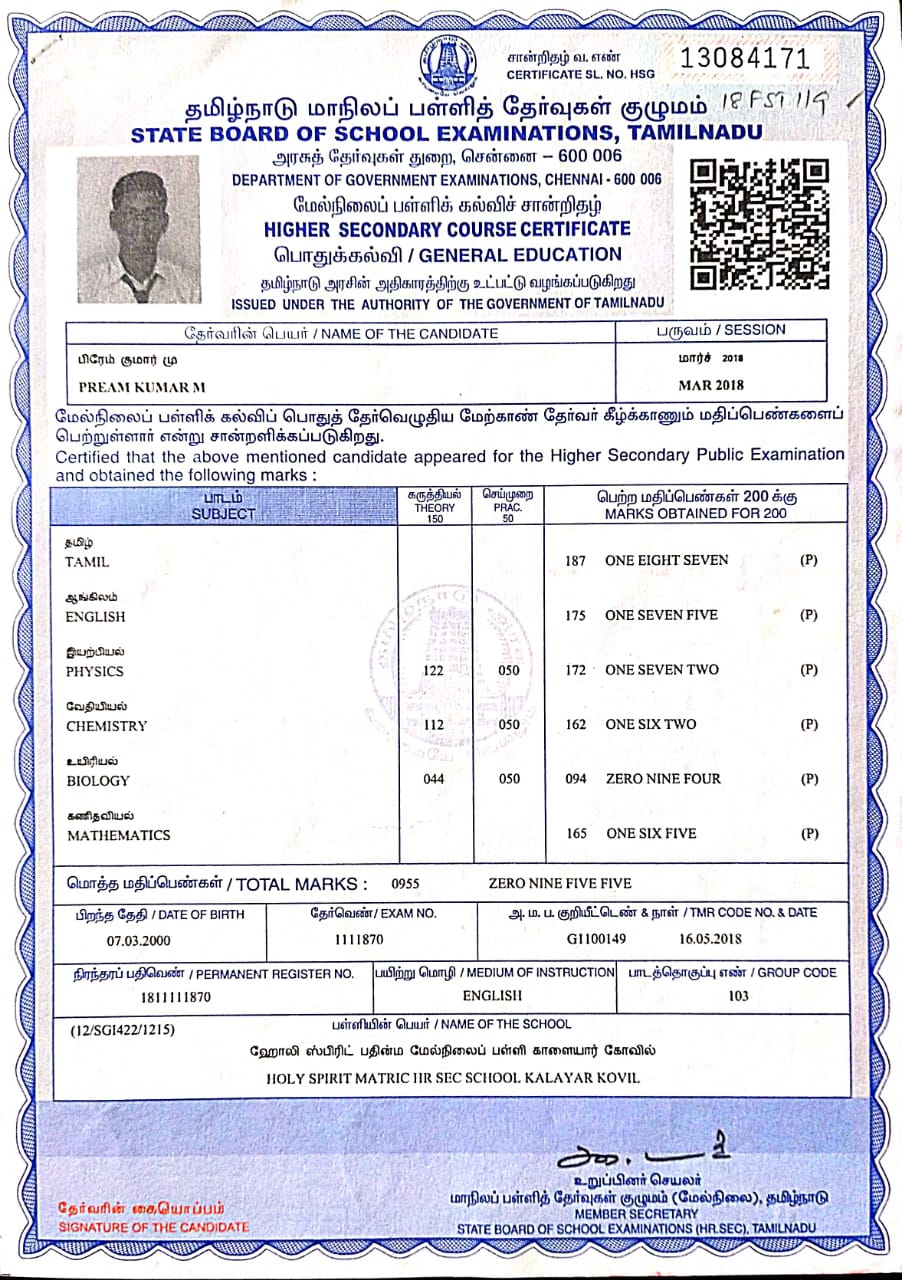 சான்றிதழ் வ. எண்
CERTIFICATE SL. NO. HSG 13084171
18 FST 119
தமிழ்நாடு மாநிலப் பள்ளித் தேர்வுகள் குழுமம்
STATE BOARD OF SCHOOL EXAMINATIONS, TAMILNADU
அரசுத் தேர்வுகள் துறை, சென்னை – 600 006
DEPARTMENT OF GOVERNMENT EXAMINATIONS, CHENNAI - 600 006
மேல்நிலைப் பள்ளிக் கல்விச் சான்றிதழ்
HIGHER SECONDARY COURSE CERTIFICATE
பொதுக்கல்வி / GENERAL EDUCATION
தமிழ்நாடு அரசின் அதிகாரத்திற்கு உட்பட்டு வழங்கப்படுகிறது
ISSUED UNDER THE AUTHORITY OF THE GOVERNMENT OF TAMILNADU
தேர்வரின் பெயர் / NAME OF THE CANDIDATE பருவம் / SESSION
பிரேம் குமார் மு மார்ச் 2018
PREAM KUMAR M MAR 2018
மேல்நிலைப் பள்ளிக் கல்விப் பொதுத் தேர்வெழுதிய மேற்காண் தேர்வர் கீழ்க்காணும் மதிப்பெண்களைப்
பெற்றுள்ளார் என்று சான்றளிக்கப்படுகிறது.
Certified that the above mentioned candidate appeared for the Higher Secondary Public Examination
and obtained the following marks :
பாடம் கருத்தியல் செய்முறை பெற்ற மதிப்பெண்கள் 200 க்கு
SUBJECT THEORY 150 PRAC. 50 MARKS OBTAINED FOR 200
தமிழ்
TAMIL 187 ONE EIGHT SEVEN (P)
ஆங்கிலம்
ENGLISH 175 ONE SEVEN FIVE (P)
இயற்பியல்
PHYSICS 122 050 172 ONE SEVEN TWO (P)
வேதியியல்
CHEMISTRY 112 050 162 ONE SIX TWO (P)
உயிரியல்
BIOLOGY 044 050 094 ZERO NINE FOUR (P)
கணிதவியல்
MATHEMATICS 165 ONE SIX FIVE (P)
மொத்த மதிப்பெண்கள் / TOTAL MARKS : 0955 ZERO NINE FIVE FIVE
பிறந்த தேதி / DATE OF BIRTH தேர்வெண்/ EXAM NO. அ. ம. ப. குறியீட்டெண் & நாள் / TMR CODE NO. & DATE
07.03.2000 1111870 G1100149 16.05.2018
நிரந்தரப் பதிவெண் / PERMANENT REGISTER NO. பயிற்று மொழி / MEDIUM OF INSTRUCTION பாடத்தொகுப்பு எண் / GROUP CODE
1811111870 ENGLISH 103
(12/SGI422/1215) பள்ளியின் பெயர் / NAME OF THE SCHOOL
ஹோலி ஸ்பிரிட் பதின்ம மேல்நிலைப் பள்ளி காளையார் கோவில்
HOLY SPIRIT MATRIC HR SEC SCHOOL KALAYAR KOVIL
உறுப்பினர் செயலர்
தேர்வரின் கையொப்பம் மாநிலப் பள்ளித் தேர்வுகள் குழுமம் (மேல்நிலை), தமிழ்நாடு
MEMBER SECRETARY
SIGNATURE OF THE CANDIDATE STATE BOARD OF SCHOOL EXAMINATIONS (HR.SEC), TAMILNADU